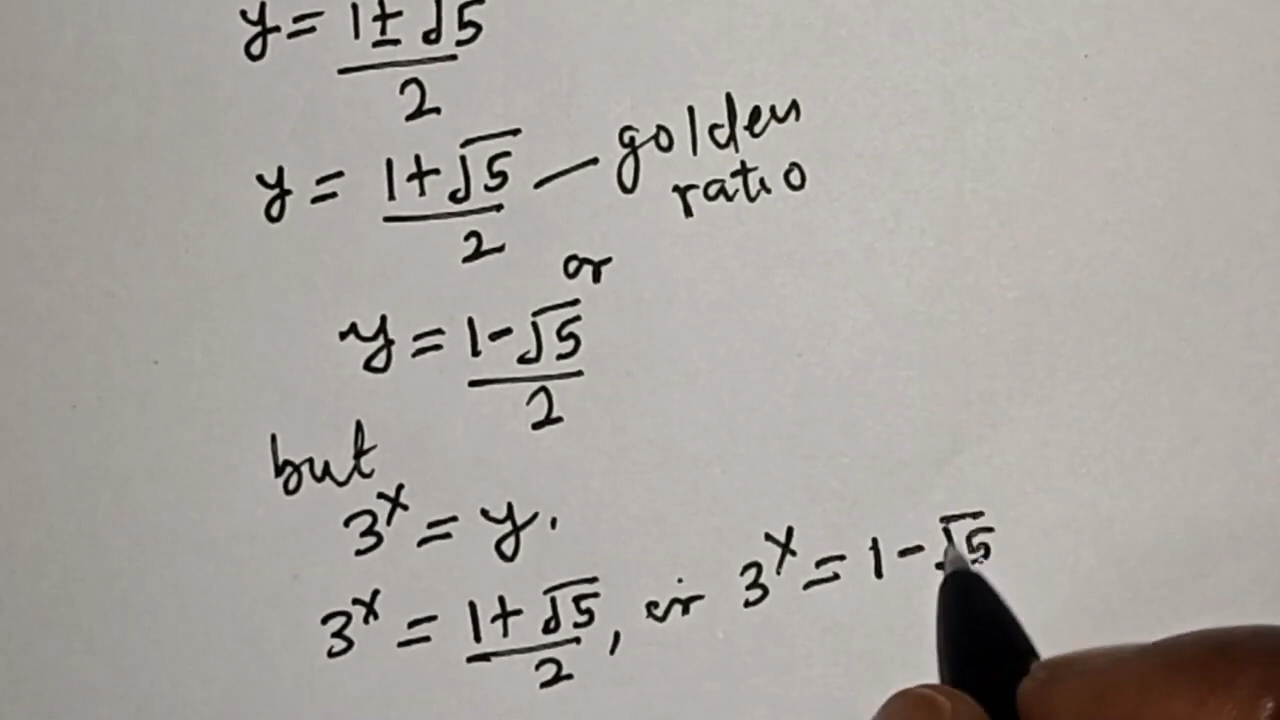 y = 1±√5
2
y = 1+√5 — golden
2 ratio
or
y = 1-√5
2
but
3^x = y.
3^x = 1+√5, or 3^x = 1-√5
2